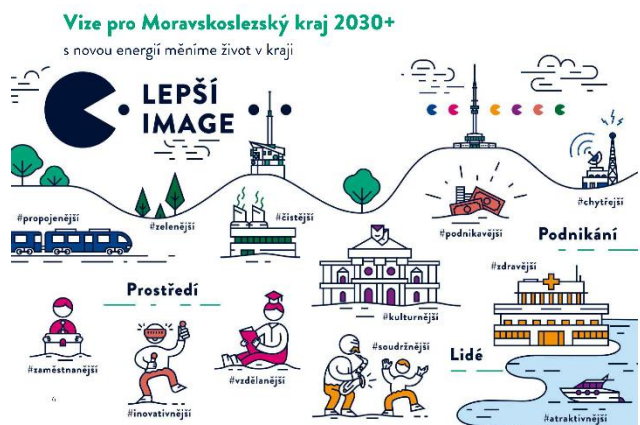 Vize pro Moravskoslezský kraj 2030+
s novou energií měníme život v kraji
LEPŠÍ
IMAGE
#propojenější
#zelenější
#čistější
#podnikavější
#chytřejší
Podnikání
Prostředí
#kulturnější
#zdravější
#zaměstnanější
#inovativnější
#vzdělanější
#soudržnější
Lidé
#atraktivnější
6